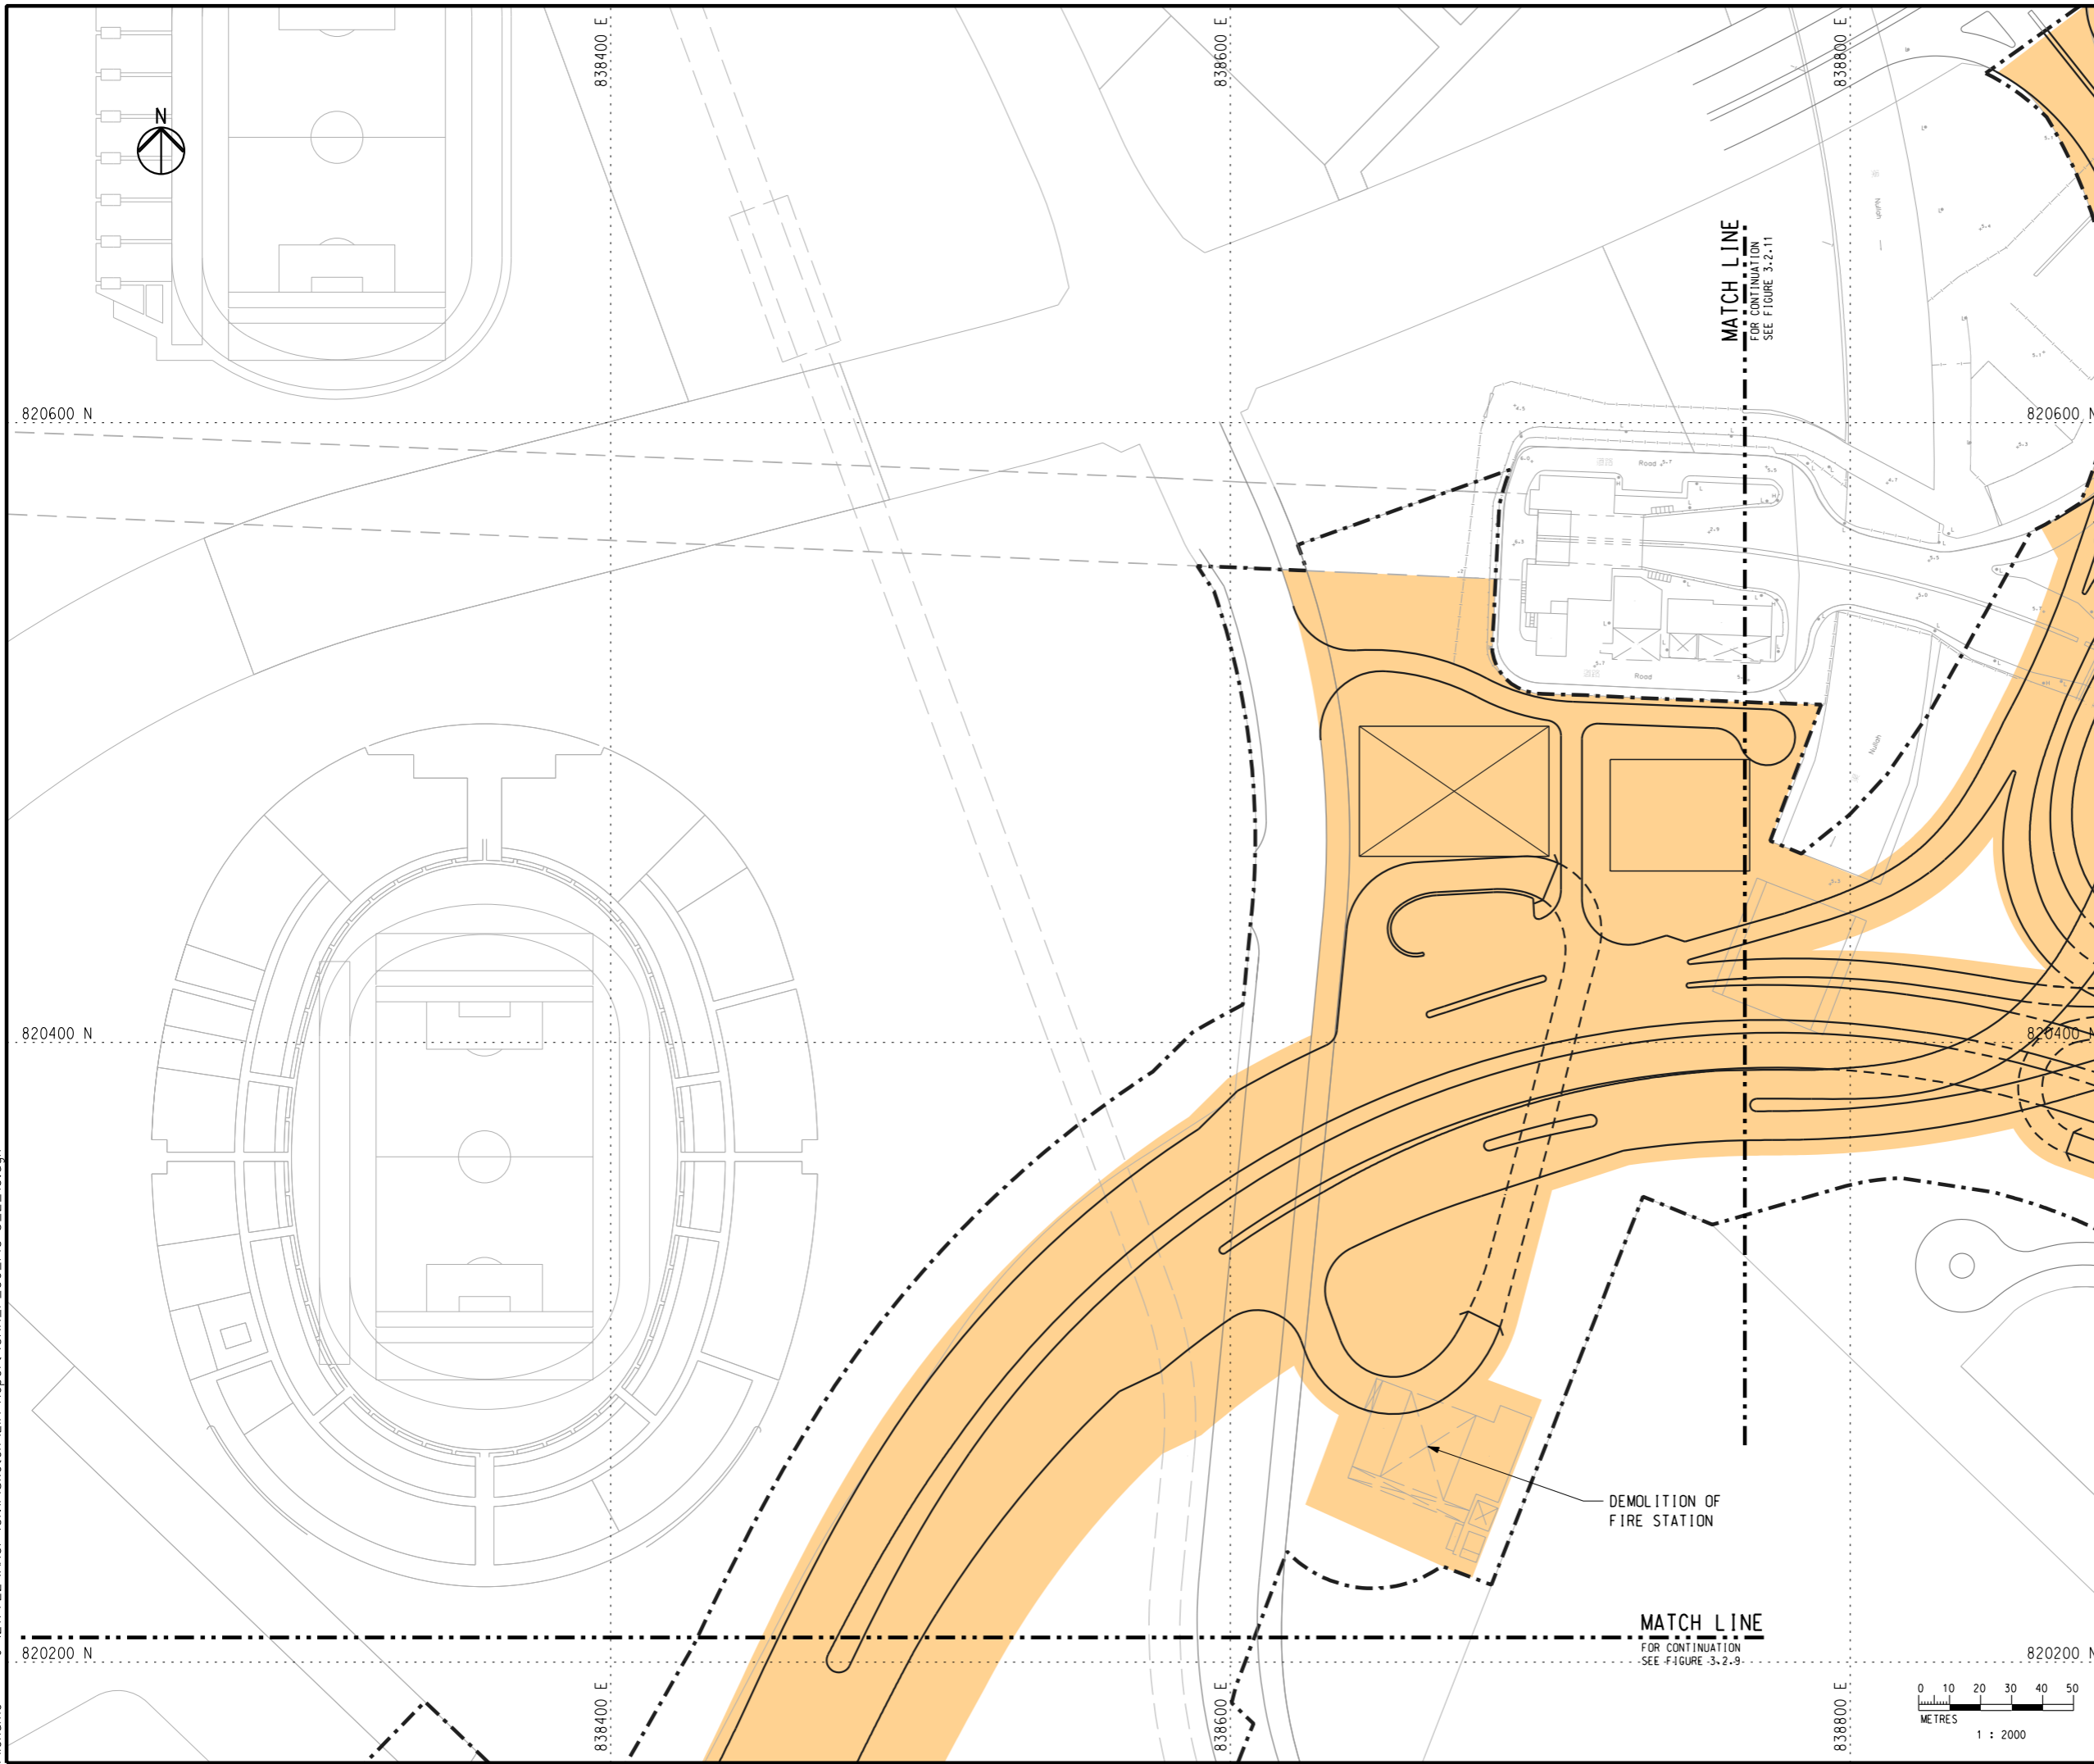 838400 E
838600 E
838800 E
N
Nullah
MATCH LINE
FOR CONTINUATION
SEE FIGURE 3.2.11
820600 N
820600 N
Road
Road
Nullah
820400 N
820400 N
DEMOLITION OF
FIRE STATION
MATCH LINE
FOR CONTINUATION
SEE FIGURE 3.2.9
820200 N
820200 N
838400 E
838600 E
838800 E
0 10 20 30 40 50
METRES
1 : 2000